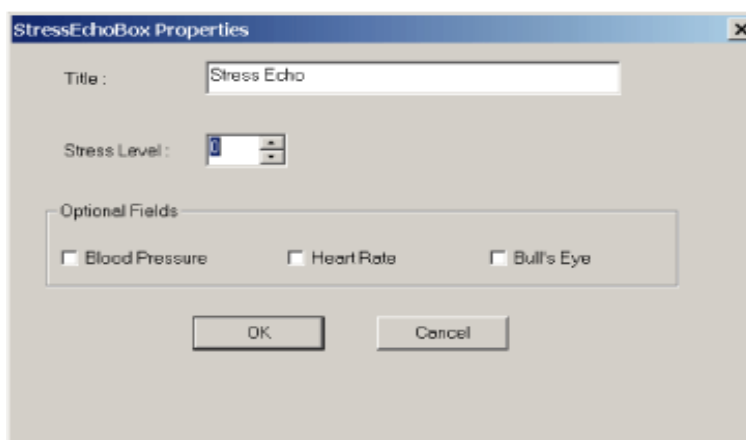 StressEchoBox Properties
Title : Stress Echo
Stress Level : 0
Optional Fields
Blood Pressure Heart Rate Bull's Eye
OK Cancel